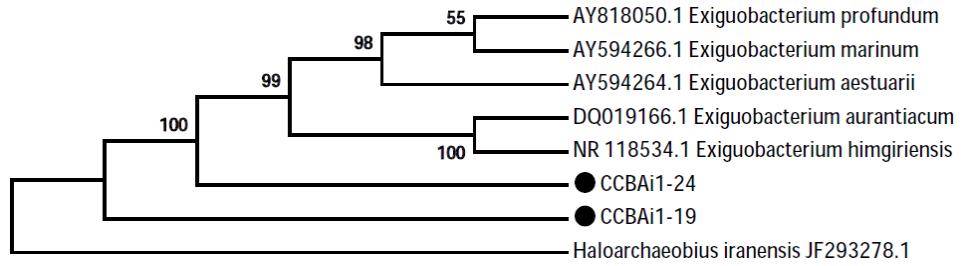 55
AY818050.1 Exiguobacterium profundum
98
AY594266.1 Exiguobacterium marinum
99
AY594264.1 Exiguobacterium aestuarii
100
DQ019166.1 Exiguobacterium aurantiacum
100
NR 118534.1 Exiguobacterium himgiriensis
CCBAi1-24
CCBAi1-19
Haloarchaeobius iranensis JF293278.1